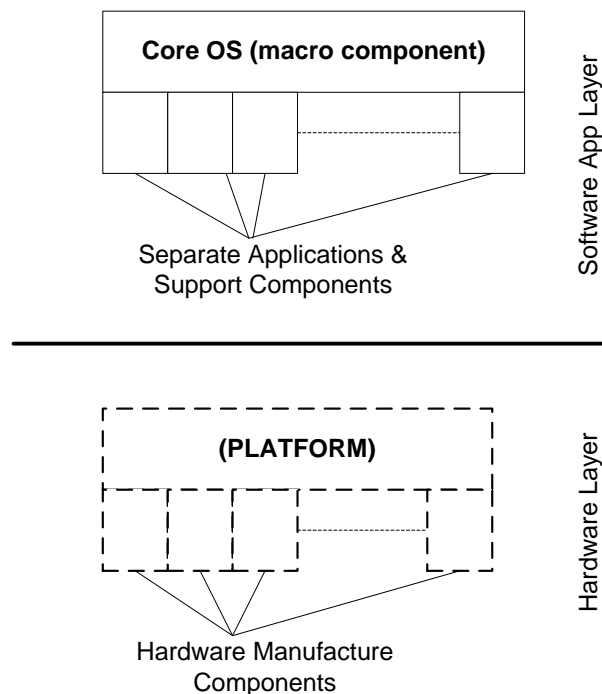 Core OS (macro component)
Software App Layer
Separate Applications &
Support Components
(PLATFORM)
Hardware Layer
Hardware Manufacture
Components